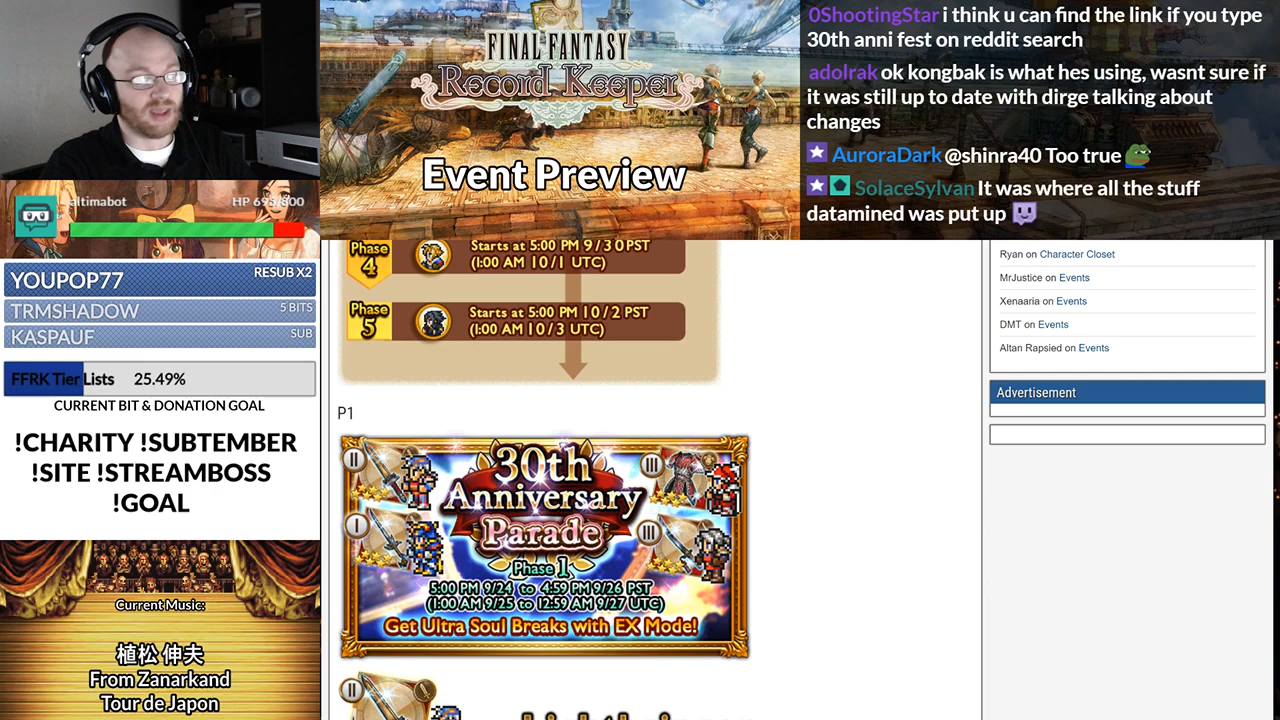 0ShootingStar i think u can find the link if you type
30th anni fest on reddit search
adolrak ok kongbak is what hes using, wasnt sure if
it was still up to date with dirge talking about
changes
AuroraDark @shinra40 Too true
SolaceSylvan It was where all the stuff
datamined was put up
FINAL FANTASY
Record Keeper
Event Preview
altimabot HP 695/800
YOUPOP77 RESUB X2
TRMSHADOW 5 BITS
KASPAUF SUB
FFRK Tier Lists 25.49%
CURRENT BIT & DONATION GOAL
!CHARITY !SUBTEMBER
!SITE !STREAMBOSS
!GOAL
Current Music:
植松 伸夫
From Zanarkand
Tour de Japon
Phase
4
Starts at 5:00 PM 9/30 PST
(1:00 AM 10/1 UTC)
Phase
5
Starts at 5:00 PM 10/2 PST
(1:00 AM 10/3 UTC)
P1
II
III
I
III
30th
Anniversary
Parade
Phase 1
5:00 PM 9/24 to 4:59 PM 9/26 PST
(1:00 AM 9/25 to 12:59 AM 9/27 UTC)
Get Ultra Soul Breaks with EX Mode!
II
Ryan on Character Closet
MrJustice on Events
Xenaaria on Events
DMT on Events
Altan Rapsied on Events
Advertisement